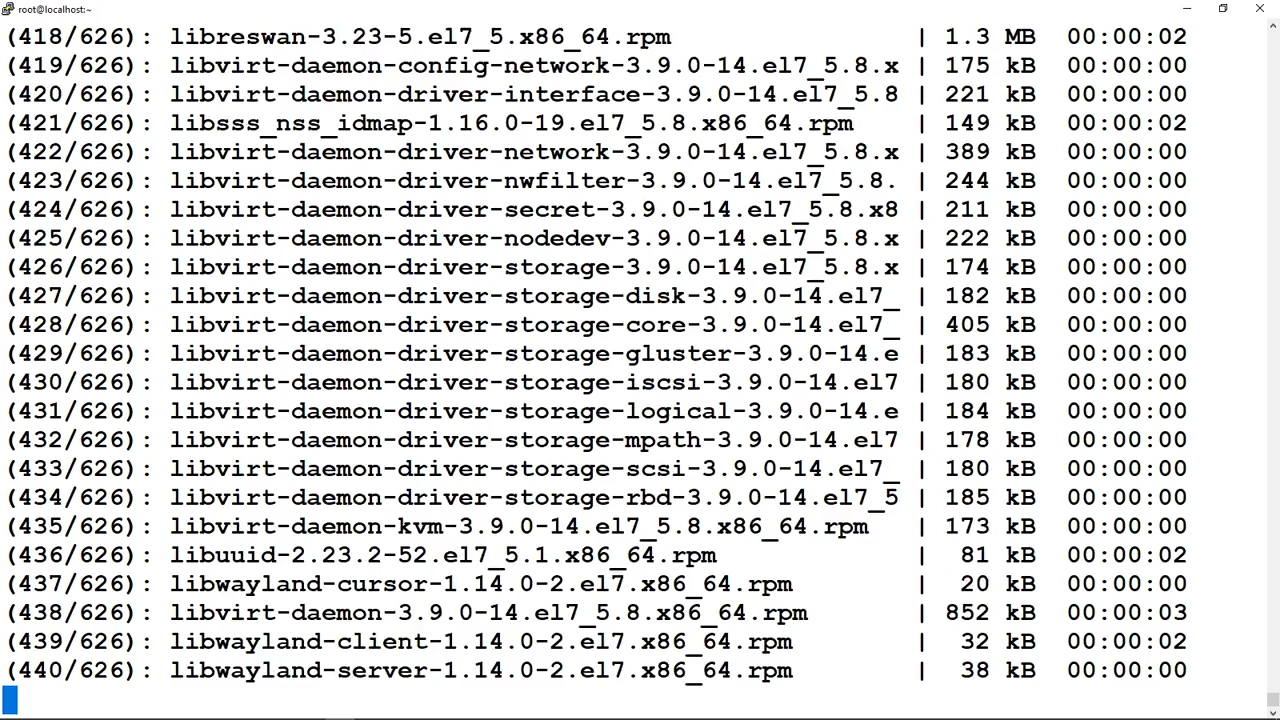 root@localhost:~
(418/626): libreswan-3.23-5.el7_5.x86_64.rpm | 1.3 MB 00:00:02
(419/626): libvirt-daemon-config-network-3.9.0-14.el7_5.8.x | 175 kB 00:00:00
(420/626): libvirt-daemon-driver-interface-3.9.0-14.el7_5.8 | 221 kB 00:00:00
(421/626): libsss_nss_idmap-1.16.0-19.el7_5.8.x86_64.rpm | 149 kB 00:00:02
(422/626): libvirt-daemon-driver-network-3.9.0-14.el7_5.8.x | 389 kB 00:00:00
(423/626): libvirt-daemon-driver-nwfilter-3.9.0-14.el7_5.8. | 244 kB 00:00:00
(424/626): libvirt-daemon-driver-secret-3.9.0-14.el7_5.8.x8 | 211 kB 00:00:00
(425/626): libvirt-daemon-driver-nodedev-3.9.0-14.el7_5.8.x | 222 kB 00:00:00
(426/626): libvirt-daemon-driver-storage-3.9.0-14.el7_5.8.x | 174 kB 00:00:00
(427/626): libvirt-daemon-driver-storage-disk-3.9.0-14.el7_ | 182 kB 00:00:00
(428/626): libvirt-daemon-driver-storage-core-3.9.0-14.el7_ | 405 kB 00:00:00
(429/626): libvirt-daemon-driver-storage-gluster-3.9.0-14.e | 183 kB 00:00:00
(430/626): libvirt-daemon-driver-storage-iscsi-3.9.0-14.el7 | 180 kB 00:00:00
(431/626): libvirt-daemon-driver-storage-logical-3.9.0-14.e | 184 kB 00:00:00
(432/626): libvirt-daemon-driver-storage-mpath-3.9.0-14.el7 | 178 kB 00:00:00
(433/626): libvirt-daemon-driver-storage-scsi-3.9.0-14.el7_ | 180 kB 00:00:00
(434/626): libvirt-daemon-driver-storage-rbd-3.9.0-14.el7_5 | 185 kB 00:00:00
(435/626): libvirt-daemon-kvm-3.9.0-14.el7_5.8.x86_64.rpm | 173 kB 00:00:00
(436/626): libuuid-2.23.2-52.el7_5.1.x86_64.rpm | 81 kB 00:00:02
(437/626): libwayland-cursor-1.14.0-2.el7.x86_64.rpm | 20 kB 00:00:00
(438/626): libvirt-daemon-3.9.0-14.el7_5.8.x86_64.rpm | 852 kB 00:00:03
(439/626): libwayland-client-1.14.0-2.el7.x86_64.rpm | 32 kB 00:00:02
(440/626): libwayland-server-1.14.0-2.el7.x86_64.rpm | 38 kB 00:00:00